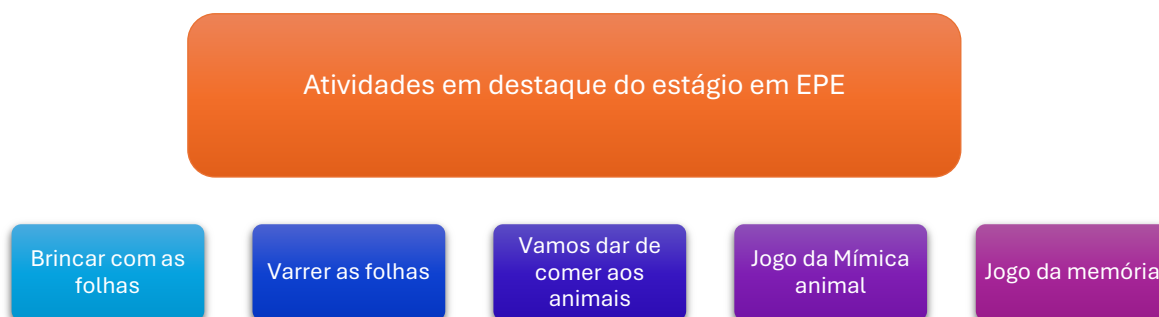 Atividades em destaque do estágio em EPE
Brincar com as
folhas
Varrer as folhas
Vamos dar de
comer aos
animais
Jogo da Mímica
animal
Jogo da memória